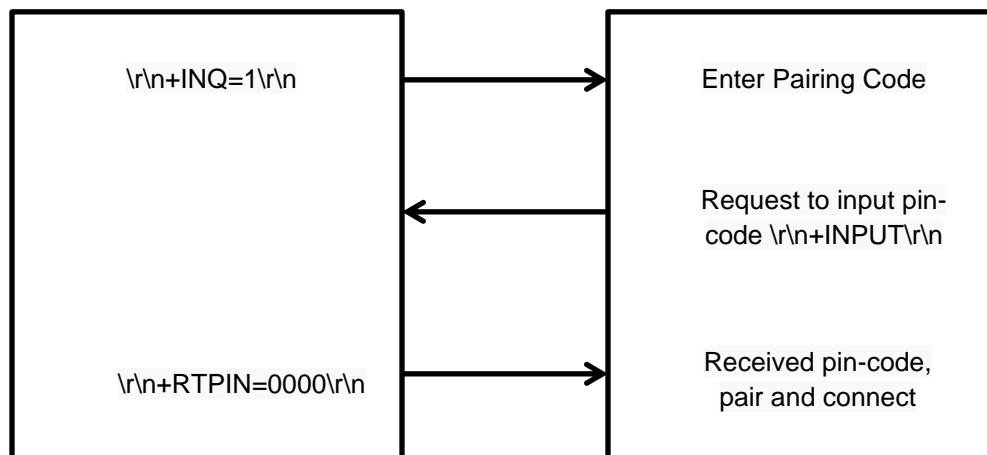 \r\n+INQ=1\r\n
Enter Pairing Code
Request to input pin-
code \r\n+INPUT\r\n
\r\n+RTPIN=0000\r\n
Received pin-code,
pair and connect